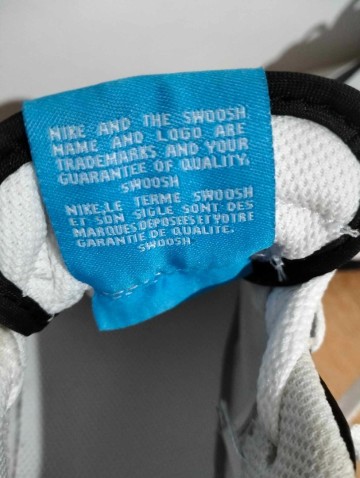 NIKE AND THE SWOOSH
NAME AND LOGO ARE
TRADEMARKS AND YOUR
GUARANTEE OF QUALITY.
SWOOSH
NIKE,LE TERME SWOOSH
ET SON SIGLE SONT DES
MARQUES DEPOSEES ET VOTRE
GARANTIE DE QUALITE.
SWOOSH.